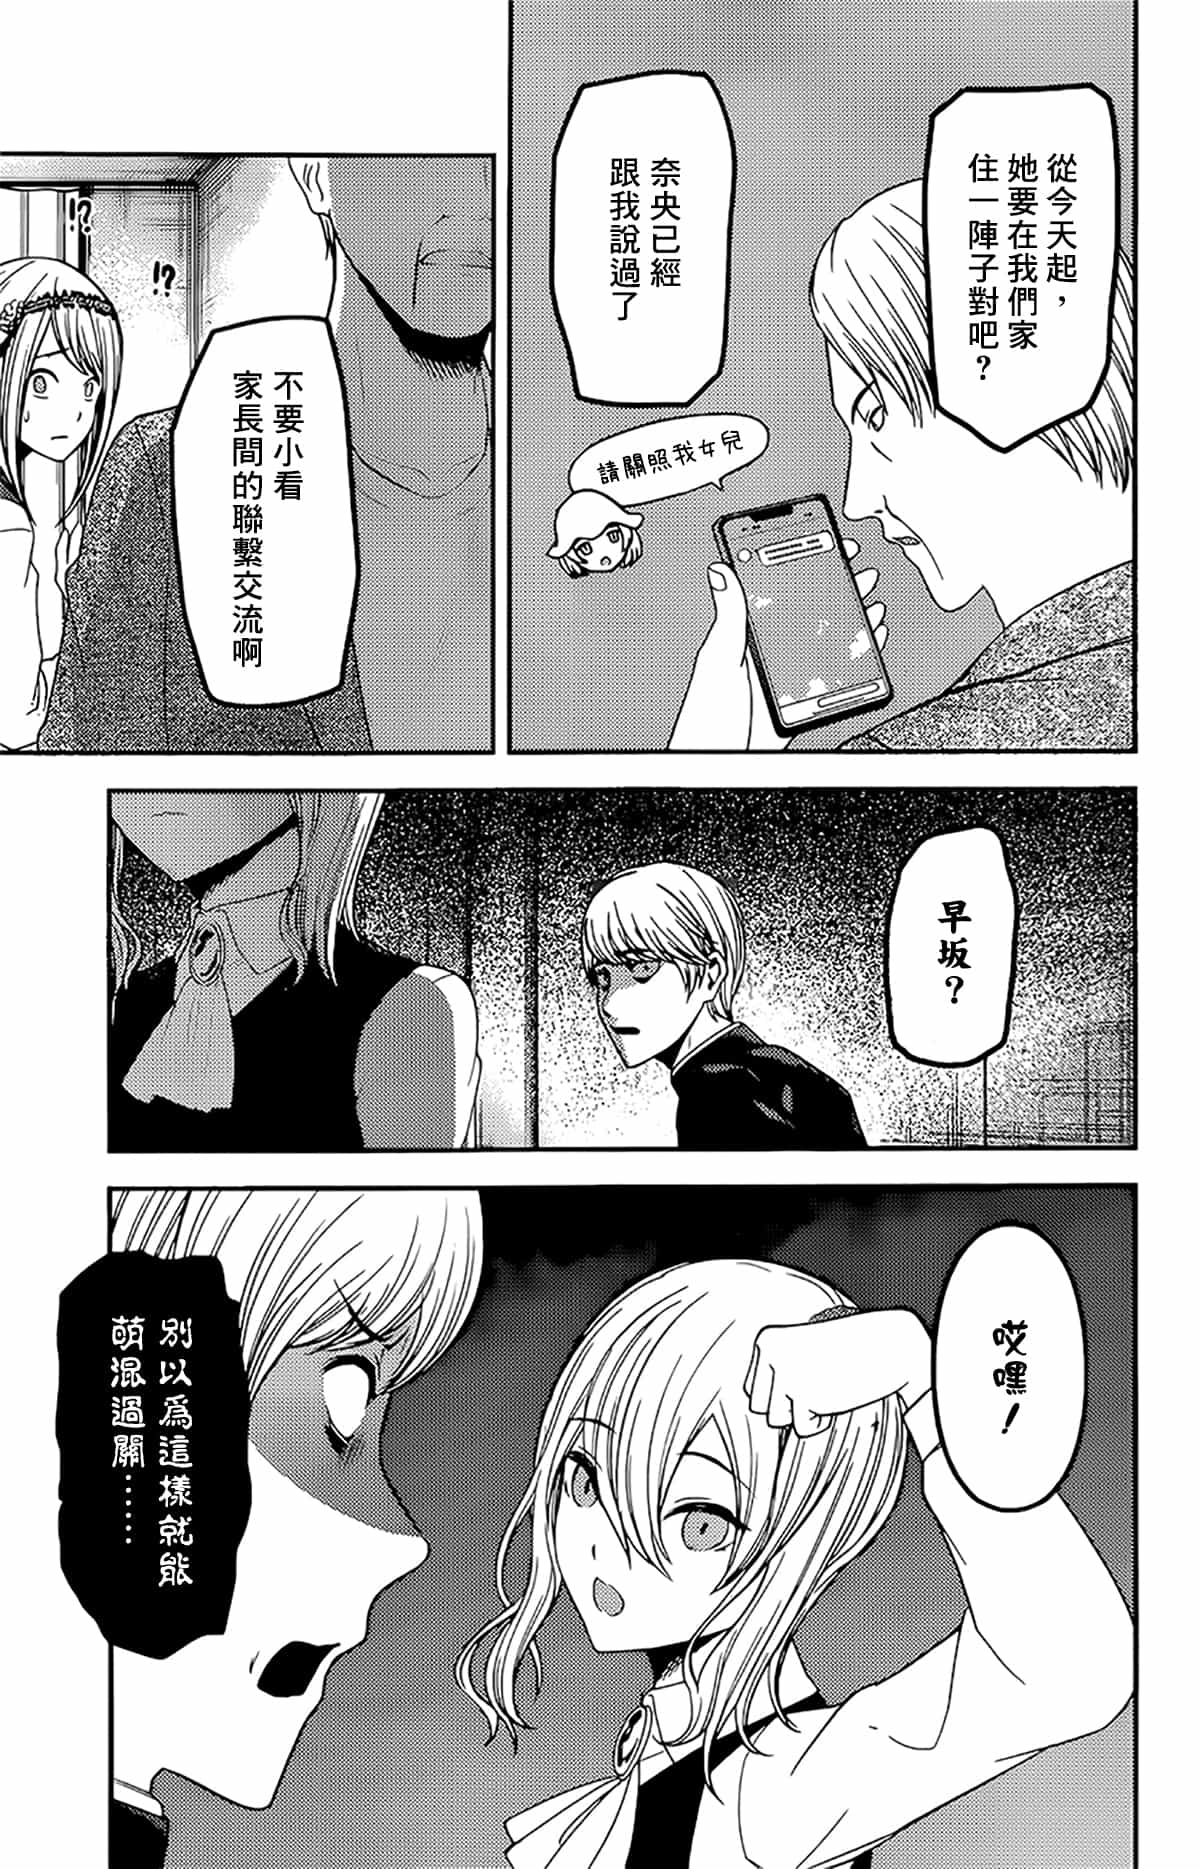 從今天起，
她要在我們家
住一陣子對吧？
奈央已經
跟我說過了
請關照我女兒
不要小看
家長間的聯繫交流啊
!?
!?
早坂？
哎嘿！
別以為這樣就能
萌混過關……